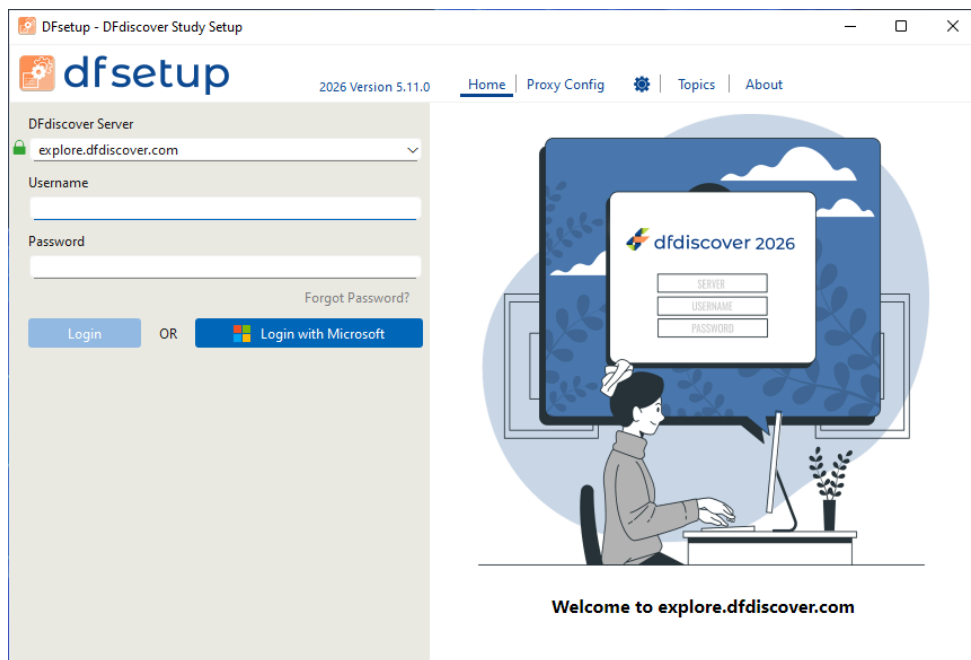 DFsetup - DFdiscover Study Setup
dfsetup
2026 Version 5.11.0
Home
Proxy Config
Topics
About
DFdiscover Server
explore.dfdiscover.com
Username
Password
Forgot Password?
Login
OR
Login with Microsoft
dfdiscover 2026
SERVER
USERNAME
PASSWORD
Welcome to explore.dfdiscover.com